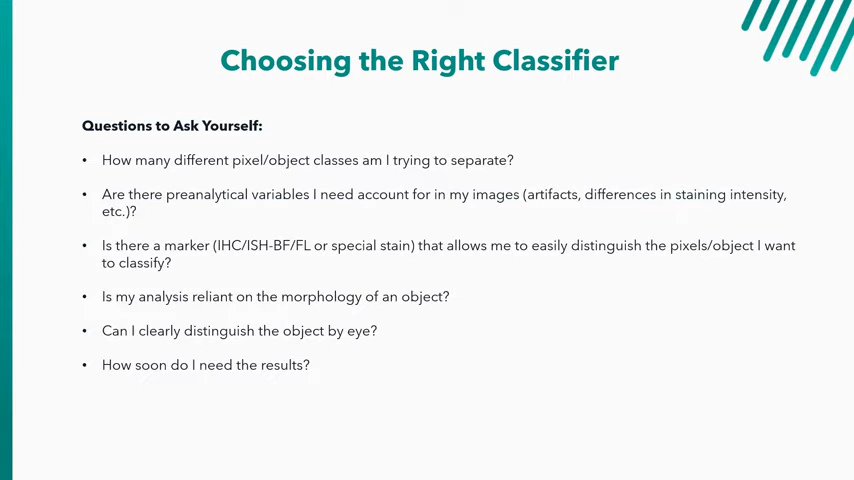 Choosing the Right Classifier
Questions to Ask Yourself:
• How many different pixel/object classes am I trying to separate?
• Are there preanalytical variables I need account for in my images (artifacts, differences in staining intensity,
etc.)?
• Is there a marker (IHC/ISH-BF/FL or special stain) that allows me to easily distinguish the pixels/object I want
to classify?
• Is my analysis reliant on the morphology of an object?
• Can I clearly distinguish the object by eye?
• How soon do I need the results?